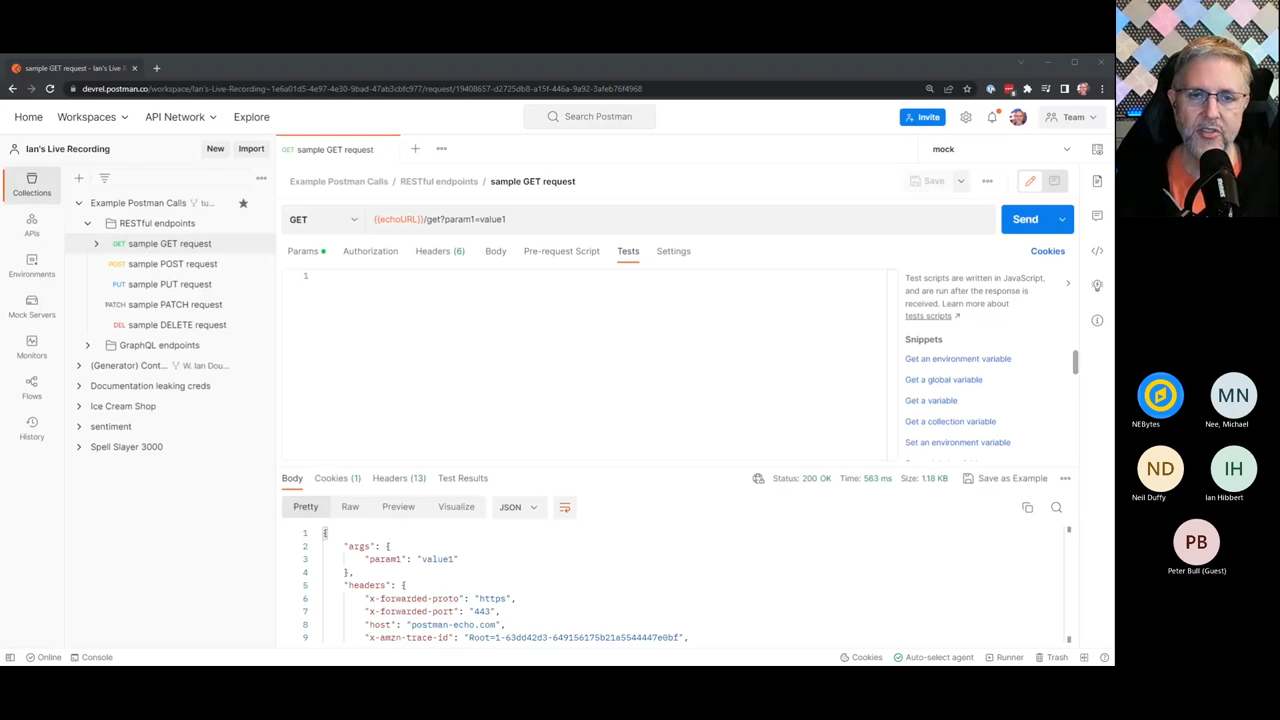 sample GET request - Ian's Live R
devrel.postman.co/workspace/Ian's-Live-Recording~1e6a01d5-4e97-4e30-9bad-47ab3cbfc977/request/19408657-d2725db8-a15f-446a-9a92-3afeb76f4968
Home Workspaces API Network Explore Search Postman Invite Team
Ian's Live Recording New Import GET sample GET request mock
Collections
APIs
Environments
Mock Servers
Monitors
Flows
History
Example Postman Calls tu...
RESTful endpoints
GET sample GET request
POST sample POST request
PUT sample PUT request
PATCH sample PATCH request
DEL sample DELETE request
GraphQL endpoints
(Generator) Cont... W. Ian Dou...
Documentation leaking creds
Ice Cream Shop
sentiment
Spell Slayer 3000
Example Postman Calls / RESTful endpoints / sample GET request Save
GET {{echoURL}}/get?param1=value1 Send
Params Authorization Headers (6) Body Pre-request Script Tests Settings Cookies
1
Test scripts are written in JavaScript,
and are run after the response is
received. Learn more about
tests scripts
Snippets
Get an environment variable
Get a global variable
Get a variable
Get a collection variable
Set an environment variable
Body Cookies (1) Headers (13) Test Results Status: 200 OK Time: 563 ms Size: 1.18 KB Save as Example
Pretty Raw Preview Visualize JSON
1 {
2 "args": {
3 "param1": "value1"
4 },
5 "headers": {
6 "x-forwarded-proto": "https",
7 "x-forwarded-port": "443",
8 "host": "postman-echo.com",
9 "x-amzn-trace-id": "Root=1-63dd42d3-649156175b21a5544447e0bf",
Online Console Cookies Auto-select agent Runner Trash
NEBytes
MN
Nee, Michael
ND
Neil Duffy
IH
Ian Hibbert
PB
Peter Bull (Guest)